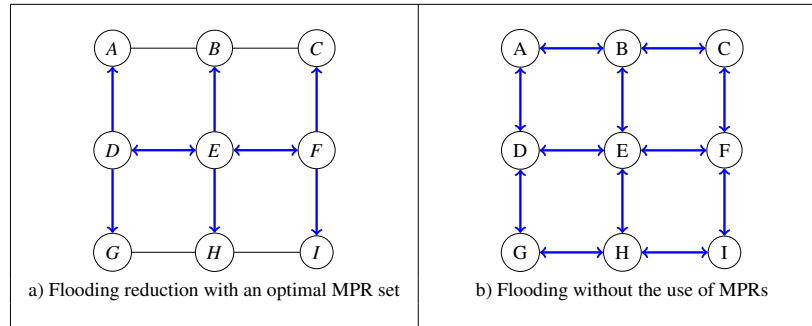 A B C
D E F
G H I
a) Flooding reduction with an optimal MPR set
A B C
D E F
G H I
b) Flooding without the use of MPRs